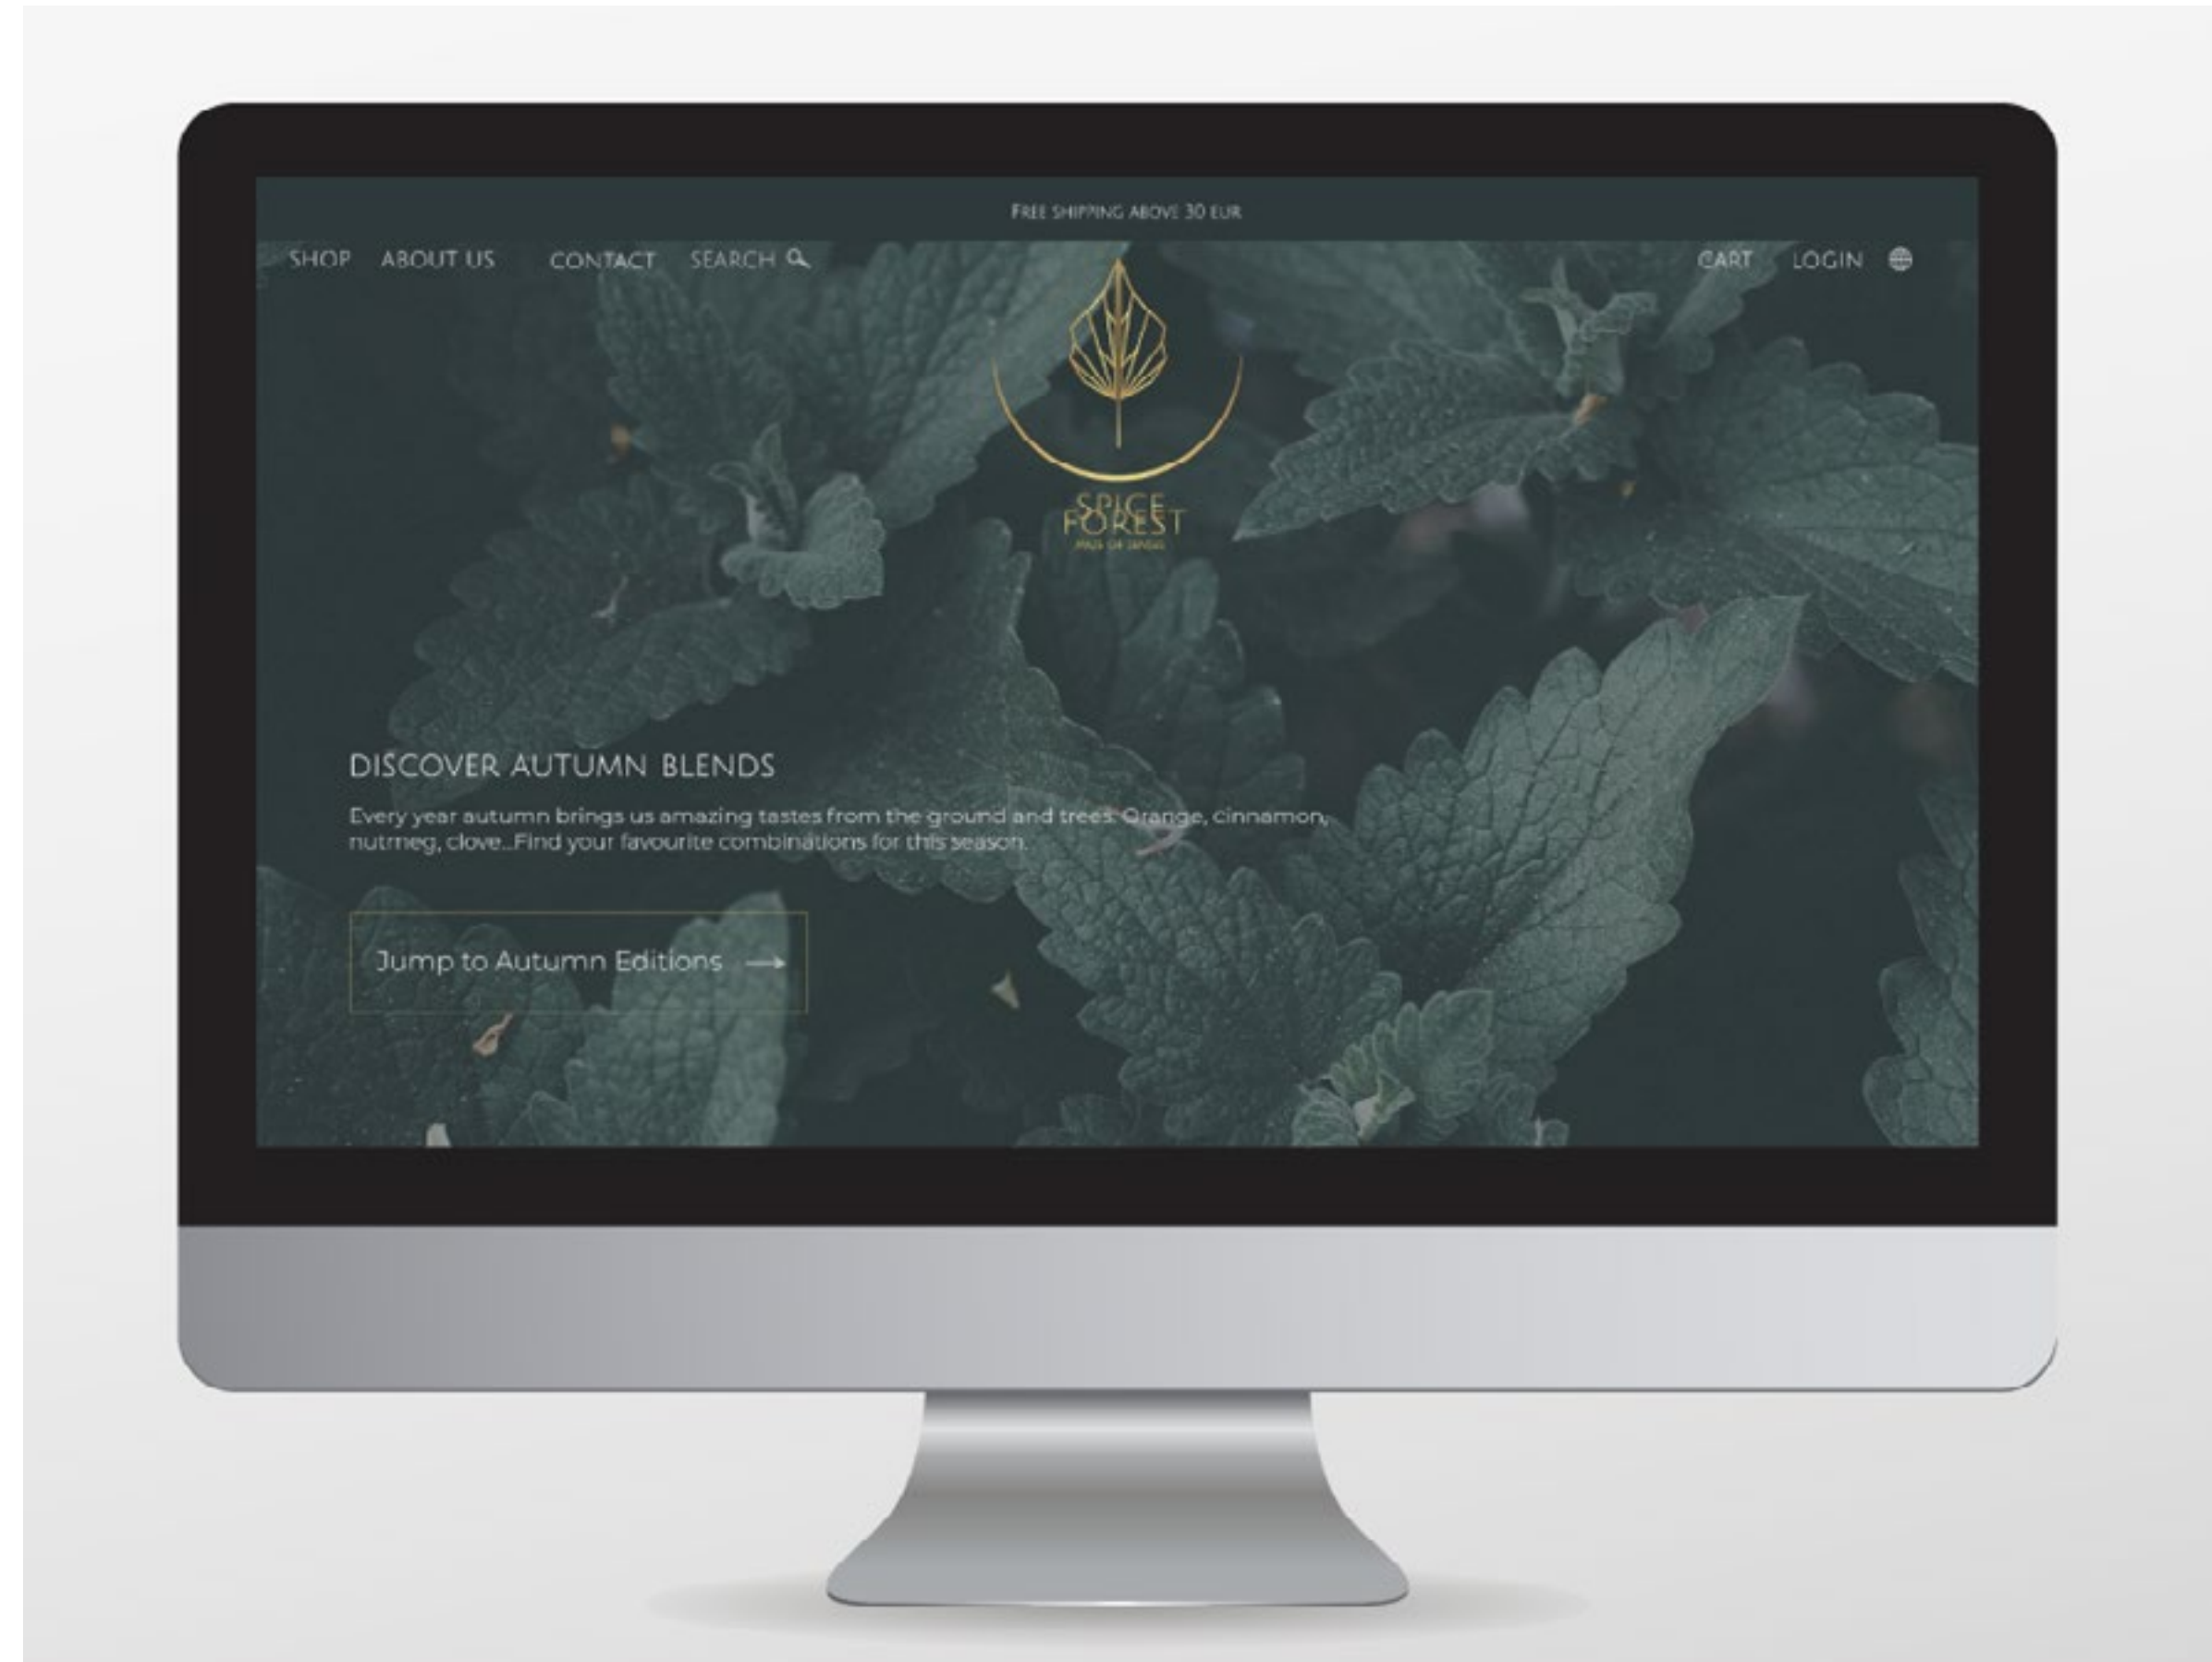 FREE SHIPPING ABOVE 30 EUR
SHOP ABOUT US CONTACT SEARCH CART LOGIN
SPICE
FOREST
DISCOVER AUTUMN BLENDS
Every year autumn brings us amazing tastes from the ground and trees. Orange, cinnamon,
nutmeg, clove...Find your favourite combinations for this season.
Jump to Autumn Editions →